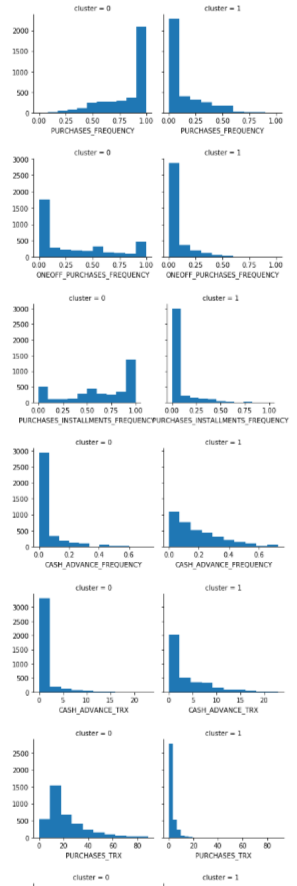 cluster = 0 cluster = 1
2000
1500
1000
500
0
0.00 0.25 0.50 0.75 1.00 0.00 0.25 0.50 0.75 1.00
PURCHASES_FREQUENCY PURCHASES_FREQUENCY
cluster = 0 cluster = 1
3000
2500
2000
1500
1000
500
0
0.00 0.25 0.50 0.75 1.00 0.00 0.25 0.50 0.75 1.00
ONEOFF_PURCHASES_FREQUENCY ONEOFF_PURCHASES_FREQUENCY
cluster = 0 cluster = 1
3000
2500
2000
1500
1000
500
0
0.00 0.25 0.50 0.75 1.00 0.00 0.25 0.50 0.75 1.00
PURCHASES_INSTALLMENTS_FREQUENCY PURCHASES_INSTALLMENTS_FREQUENCY
cluster = 0 cluster = 1
3000
2500
2000
1500
1000
500
0
0.0 0.2 0.4 0.6 0.0 0.2 0.4 0.6
CASH_ADVANCE_FREQUENCY CASH_ADVANCE_FREQUENCY
cluster = 0 cluster = 1
3000
2500
2000
1500
1000
500
0
0 5 10 15 20 0 5 10 15 20
CASH_ADVANCE_TRX CASH_ADVANCE_TRX
cluster = 0 cluster = 1
2500
2000
1500
1000
500
0
0 20 40 60 80 0 20 40 60 80
PURCHASES_TRX PURCHASES_TRX
cluster = 0 cluster = 1